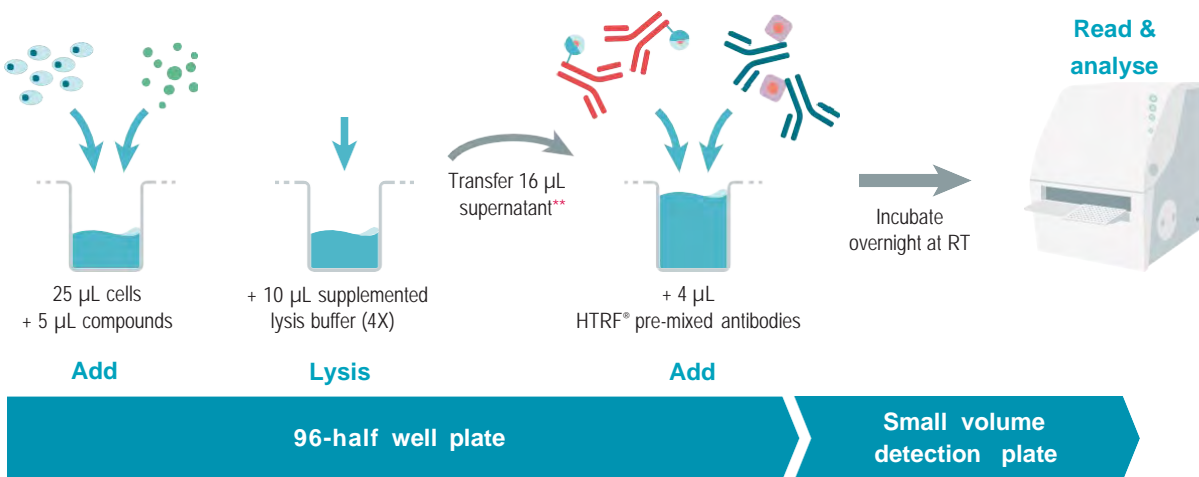 Read &
analyse
Transfer 16 µL
supernatant**
Incubate
overnight at RT
25 µL cells
+ 5 µL compounds
+ 10 µL supplemented
lysis buffer (4X)
+ 4 µL
HTRF® pre-mixed antibodies
Add
Lysis
Add
96-half well plate
Small volume
detection plate